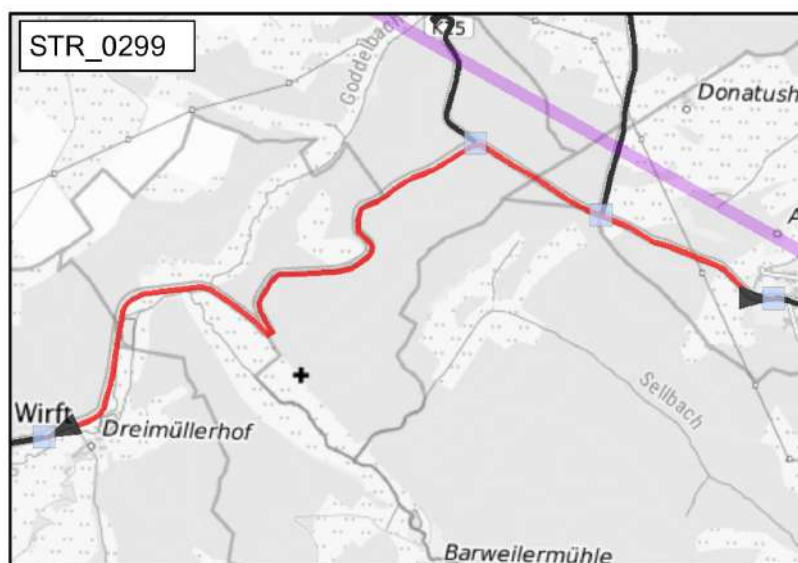 STR_0299
K25
Goddelbach
Donatush
A
Sellbach
Wirft
Dreimüllerhof
Barweilermühle